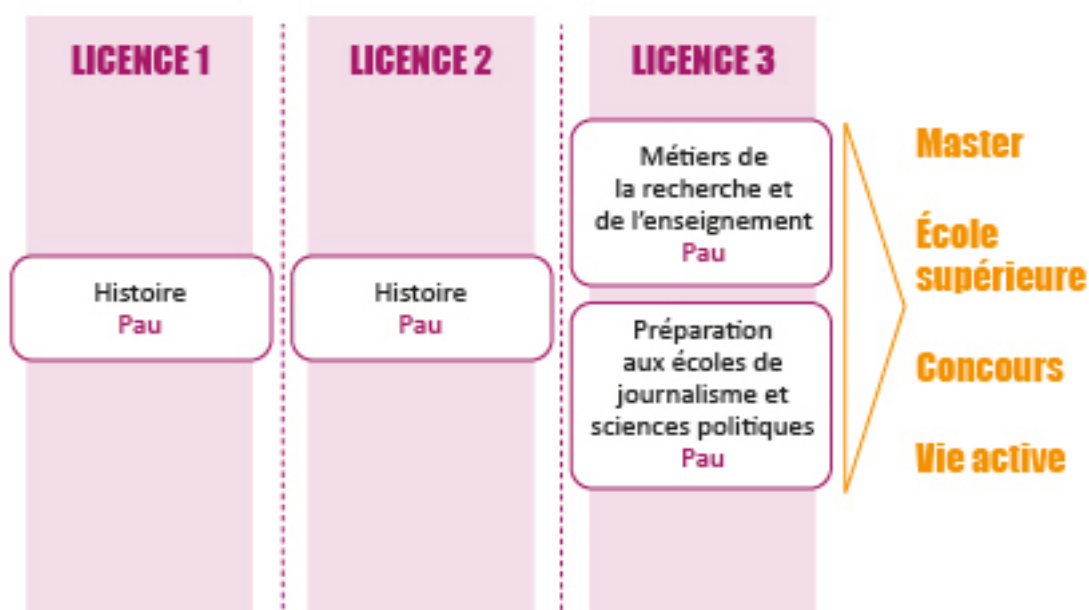 LICENCE 1
Histoire
Pau
LICENCE 2
Histoire
Pau
LICENCE 3
Métiers de
la recherche et
de l'enseignement
Pau
Préparation
aux écoles de
journalisme et
sciences politiques
Pau
Master
École
supérieure
Concours
Vie active